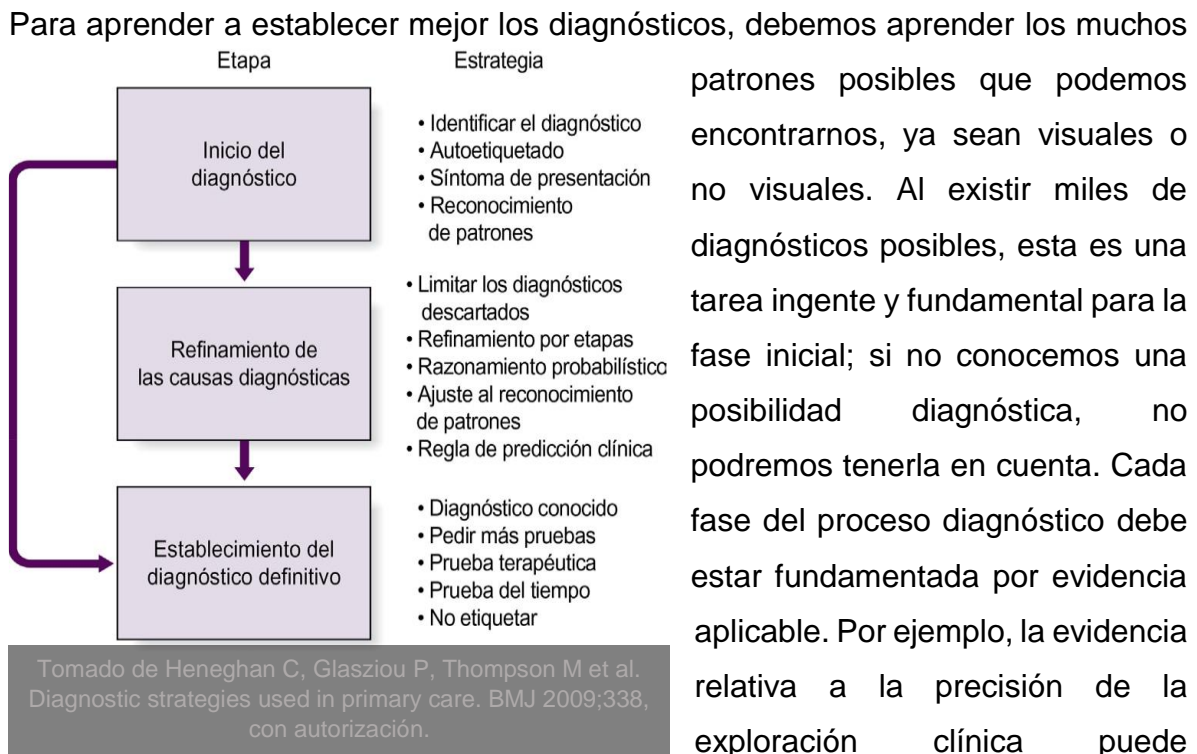 Para aprender a establecer mejor los diagnósticos, debemos aprender los muchos
Etapa
Estrategia
Inicio del
diagnóstico
• Identificar el diagnóstico
• Autoetiquetado
• Síntoma de presentación
• Reconocimiento
de patrones
Refinamiento de
las causas diagnósticas
• Limitar los diagnósticos
descartados
• Refinamiento por etapas
• Razonamiento probabilístico
• Ajuste al reconocimiento
de patrones
• Regla de predicción clínica
Establecimiento del
diagnóstico definitivo
• Diagnóstico conocido
• Pedir más pruebas
• Prueba terapéutica
• Prueba del tiempo
• No etiquetar
Tomado de Heneghan C, Glasziou P, Thompson M et al.
Diagnostic strategies used in primary care. BMJ 2009;338,
con autorización.
patrones posibles que podemos
encontrarnos, ya sean visuales o
no visuales. Al existir miles de
diagnósticos posibles, esta es una
tarea ingente y fundamental para la
fase inicial; si no conocemos una
posibilidad diagnóstica, no
podremos tenerla en cuenta. Cada
fase del proceso diagnóstico debe
estar fundamentada por evidencia
aplicable. Por ejemplo, la evidencia
relativa a la precisión de la
exploración clínica puede